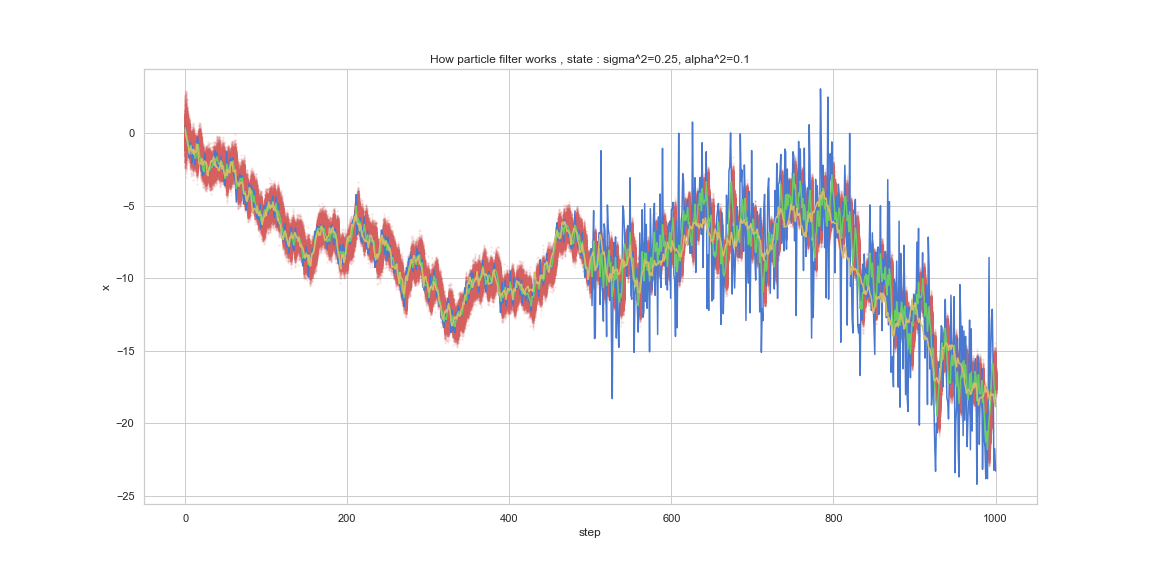 How particle filter works , state : sigma^2=0.25, alpha^2=0.1
x
0
−5
−10
−15
−20
−25
0 200 400 600 800 1000
step